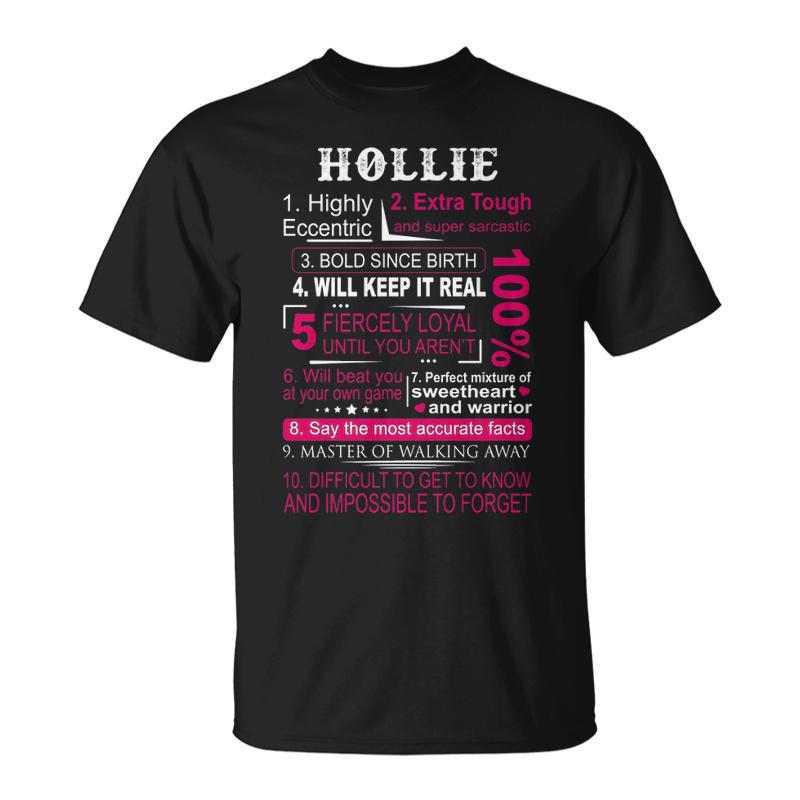 HOLLIE
1. Highly
Eccentric
2. Extra Tough
and super sarcastic
3. BOLD SINCE BIRTH
4. WILL KEEP IT REAL
100%
5 FIERCELY LOYAL
UNTIL YOU AREN'T
6. Will beat you
at your own game
7. Perfect mixture of
sweetheart
and warrior
8. Say the most accurate facts
9. MASTER OF WALKING AWAY
10. DIFFICULT TO GET TO KNOW
AND IMPOSSIBLE TO FORGET